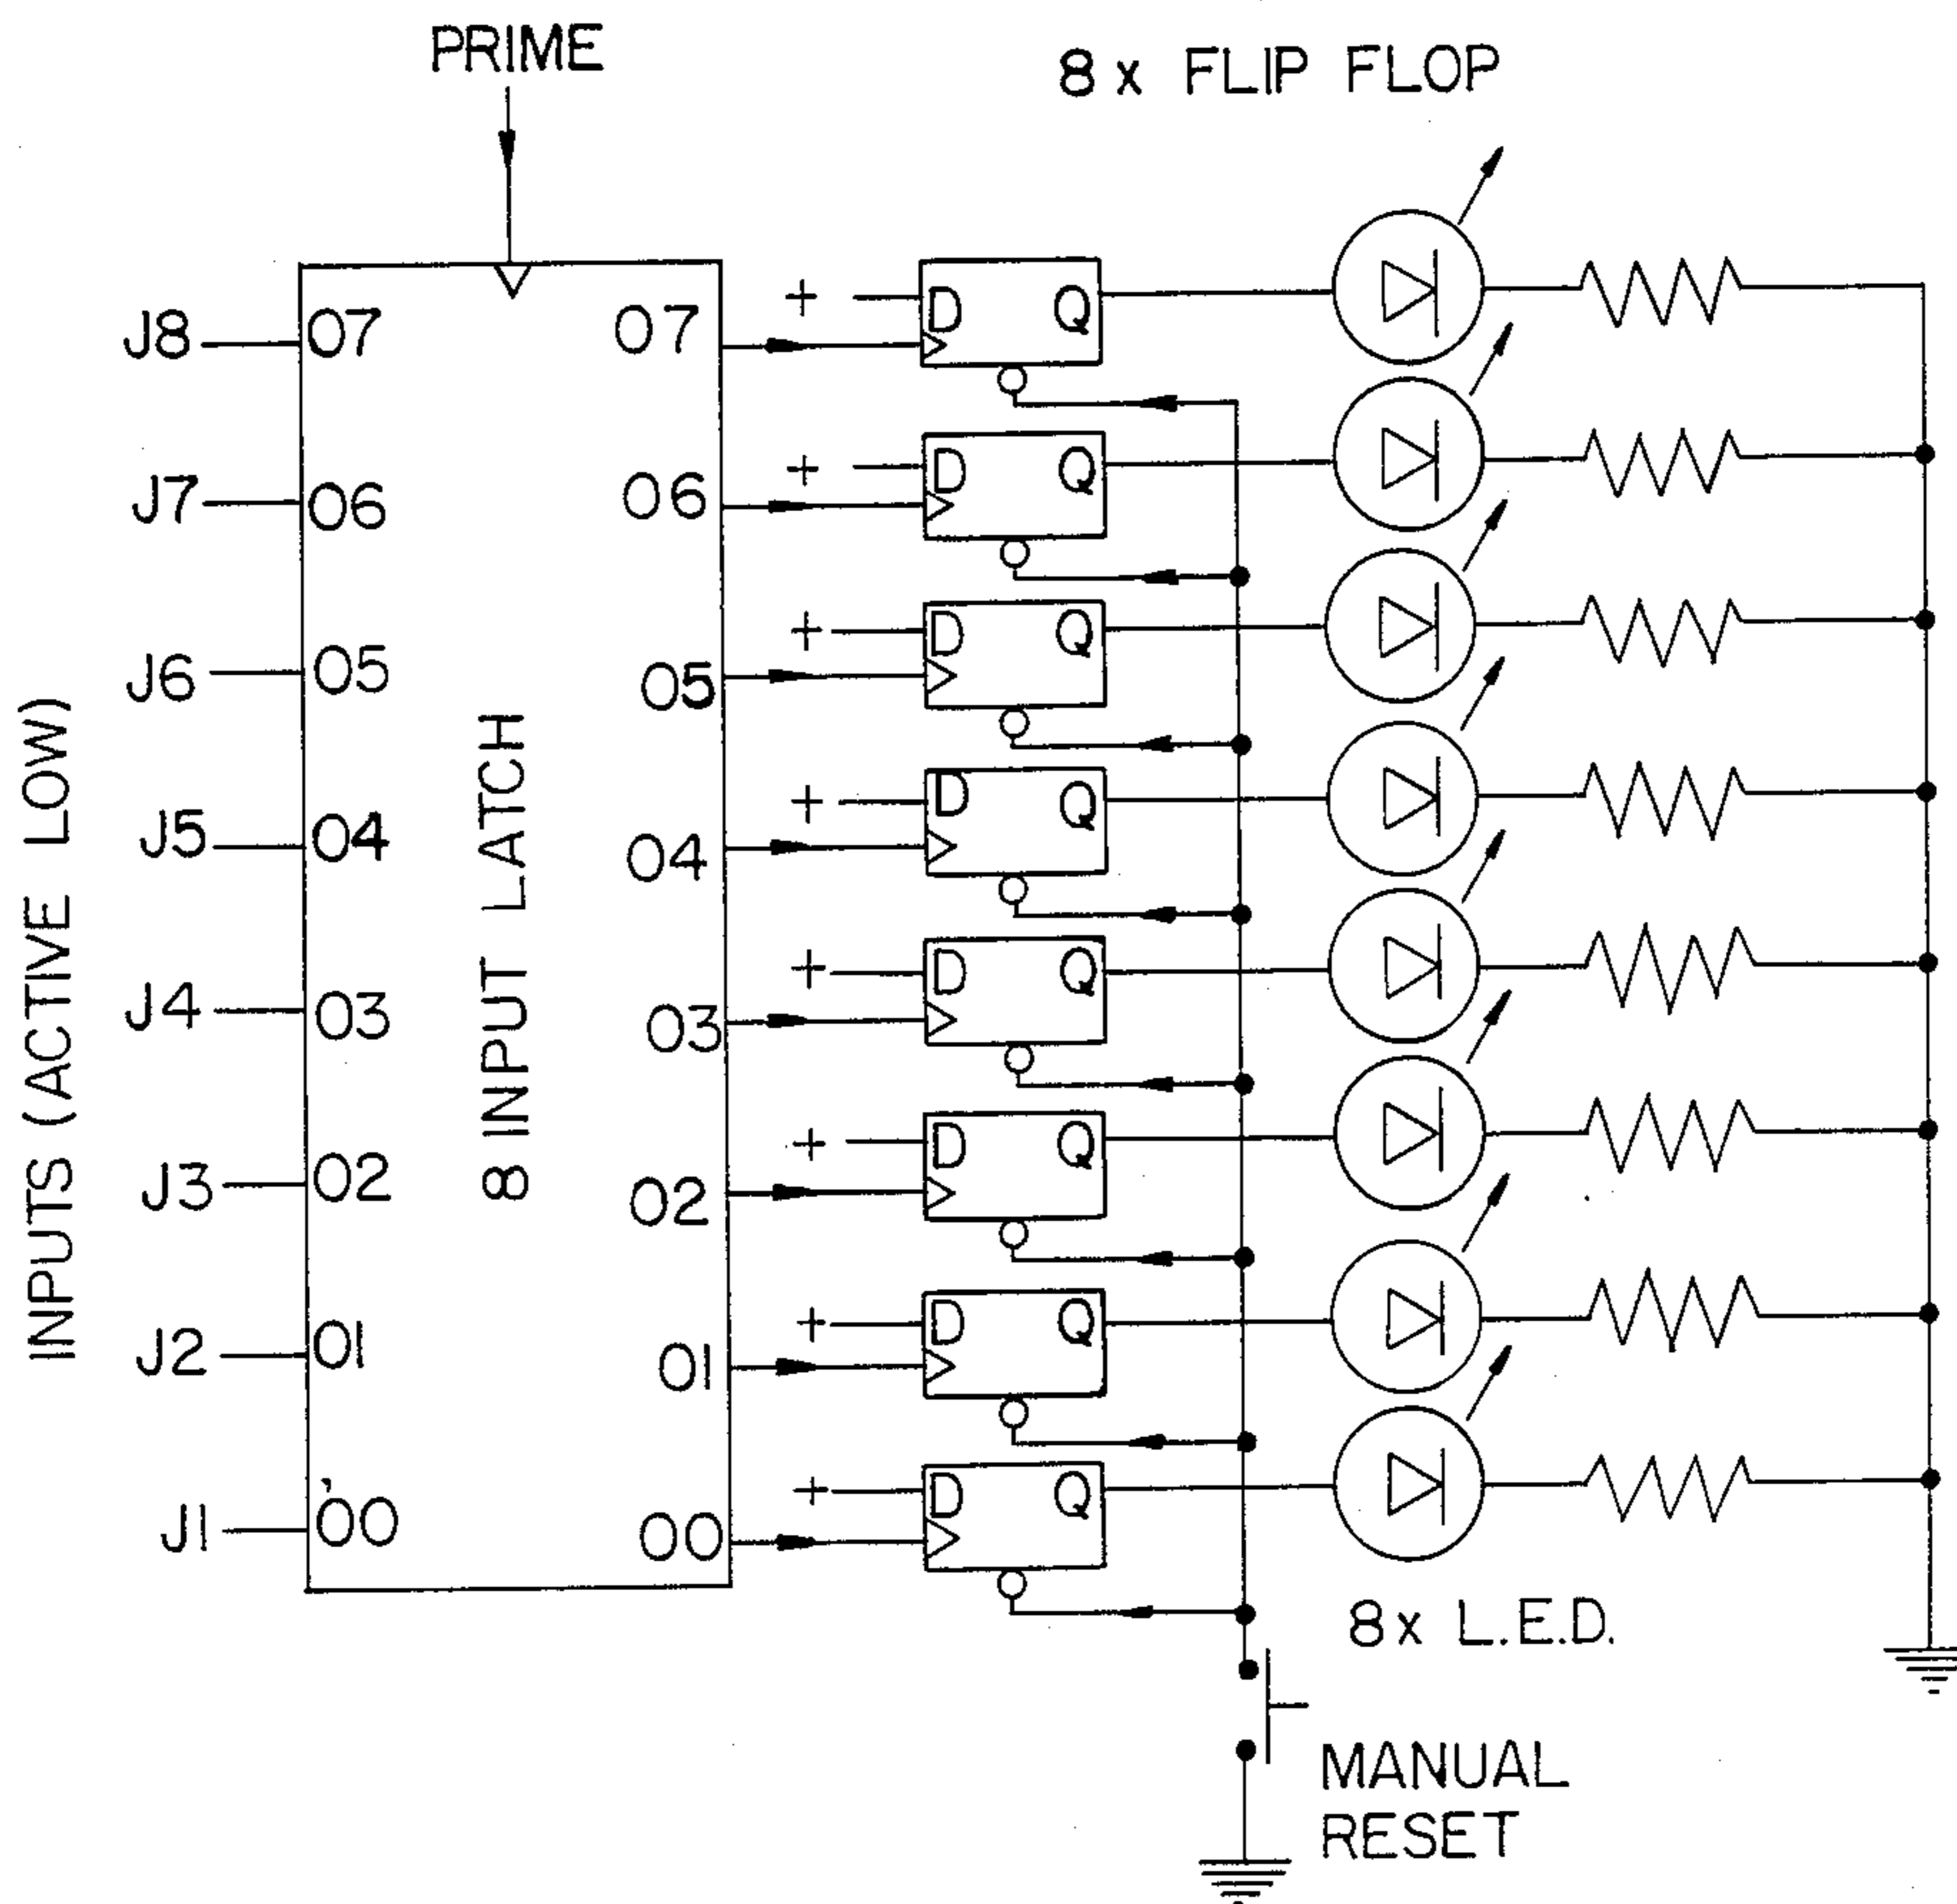 PRIME
8 x FLIP FLOP
J8 07 07 + D Q
J7 06 06 + D Q
J6 05 05 + D Q
J5 04 04 + D Q
J4 03 03 + D Q
J3 02 02 + D Q
J2 01 01 + D Q
J1 00 00 + D Q
INPUTS (ACTIVE LOW)
8 INPUT LATCH
8x L.E.D.
MANUAL
RESET